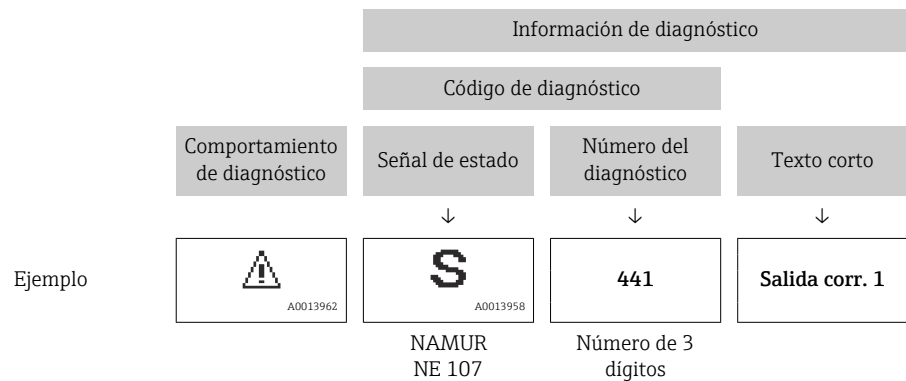 Información de diagnóstico
Código de diagnóstico
Comportamiento
de diagnóstico
Señal de estado
Número del
diagnóstico
Texto corto
↓ ↓ ↓
Ejemplo
⚠
A0013962
S
A0013958
441
Salida corr. 1
NAMUR
NE 107
Número de 3
dígitos